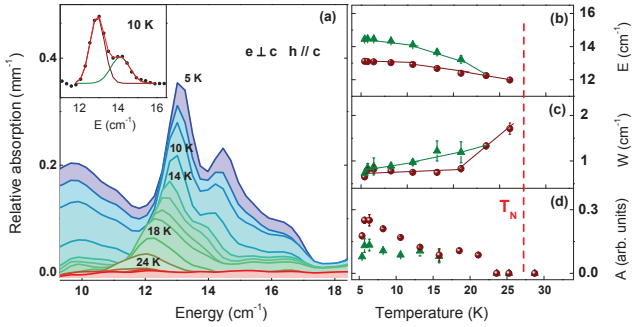 10 K
E (cm⁻¹)
12 14 16
(a)
e ⊥ c h // c
5 K
10 K
14 K
18 K
24 K
Relative absorption (mm⁻¹)
0.4
0.2
0.0
10 12 14 16
Energy (cm⁻¹)
(b)
16
14
12
E (cm⁻¹)
(c)
2
1
W (cm⁻¹)
T_N
(d)
0.3
0.0
A (arb. units)
5 10 15 20 25 30
Temperature (K)